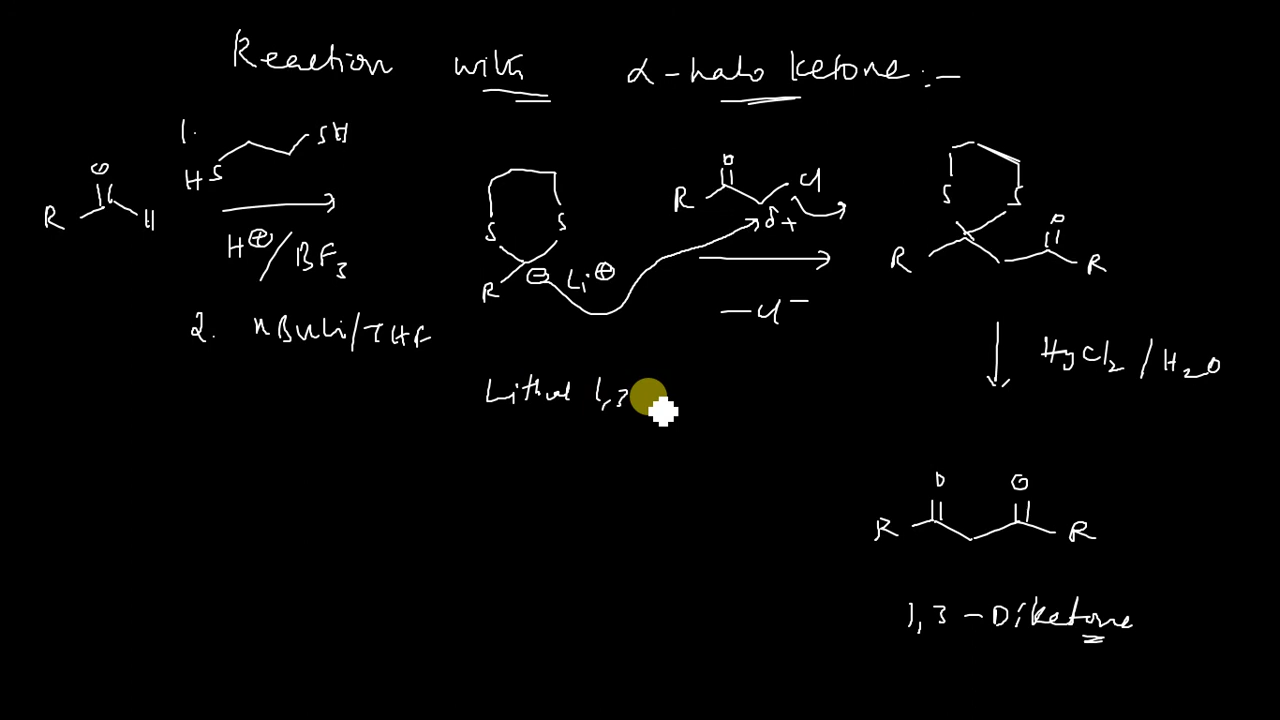 Reaction with α-halo ketone:-
1.
HS SH
O
R H
H⊕/BF3
2. nBuLi/THF
S S
R ⊖ Li⊕
O
R Cl
δ+
-Cl-
S S
O
R R
HgCl2/H2O
Lithial 1,3
O O
R R
1,3-Diketone